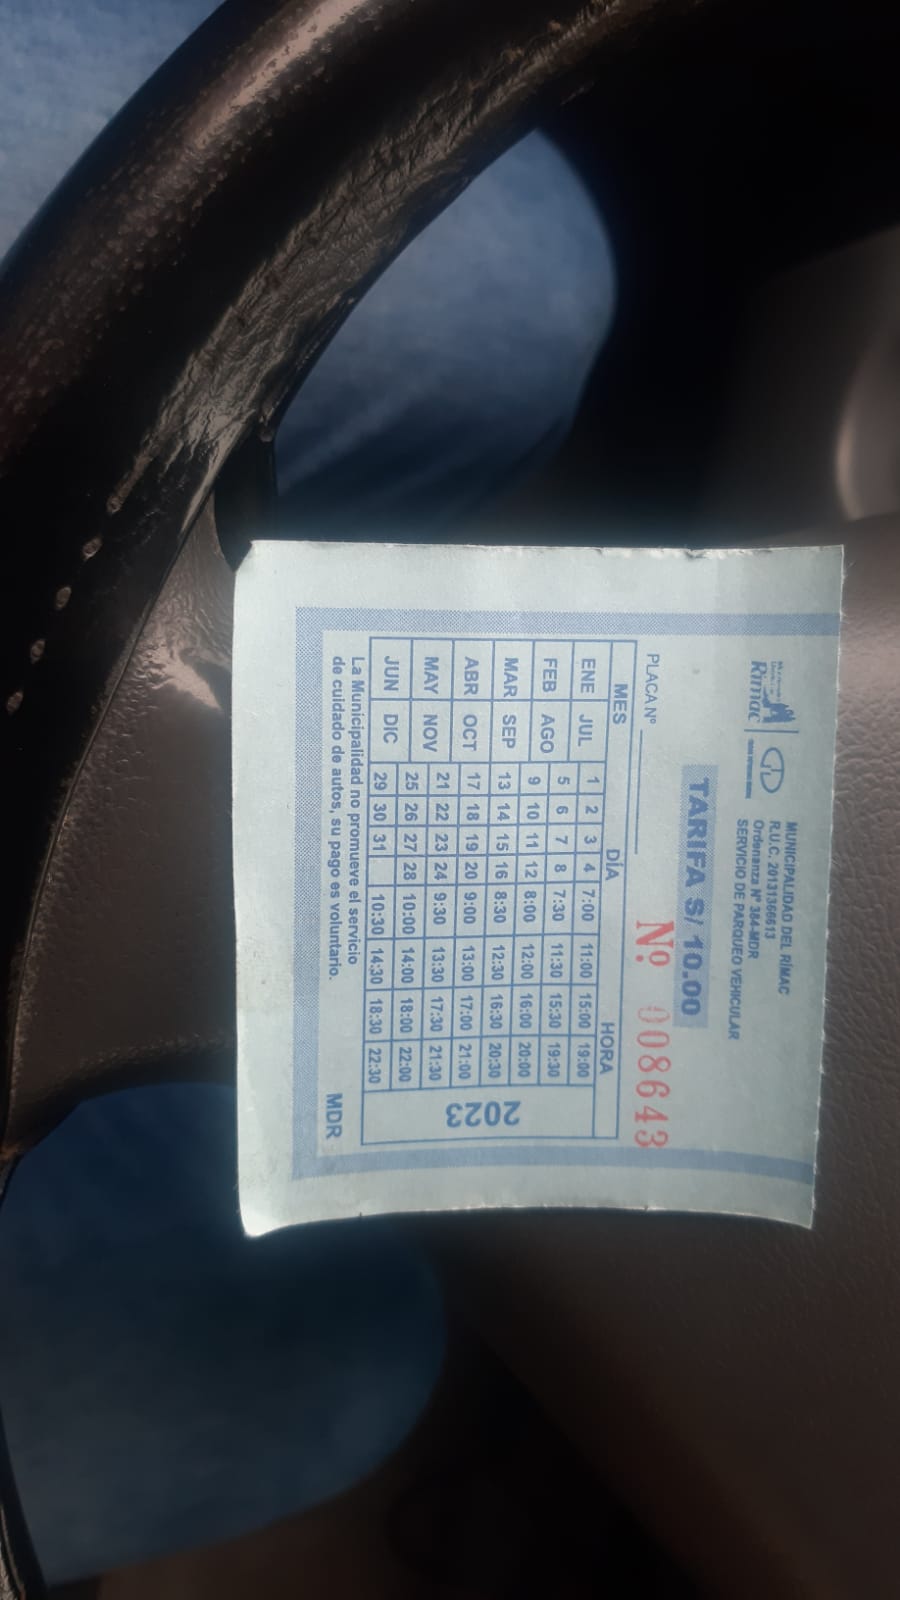 Rímac
MUNICIPALIDAD DEL RÍMAC
R.U.C. 20131366613
Ordenanza N° 384-MDR
SERVICIO DE PARQUEO VEHICULAR
TARIFA S/ 10.00
PLACA N°
Nº 008643
MES DÍA HORA
ENE JUL 1 2 3 4 7:00 11:00 15:00 19:00
FEB AGO 5 6 7 8 7:30 11:30 15:30 19:30
9 10 11 12 8:00 12:00 16:00 20:00
MAR SEP 13 14 15 16 8:30 12:30 16:30 20:30
ABR OCT 17 18 19 20 9:00 13:00 17:00 21:00
MAY NOV 21 22 23 24 9:30 13:30 17:30 21:30
25 26 27 28 10:00 14:00 18:00 22:00
JUN DIC 29 30 31 10:30 14:30 18:30 22:30
2023
La Municipalidad no promueve el servicio
de cuidado de autos, su pago es voluntario.
MDR